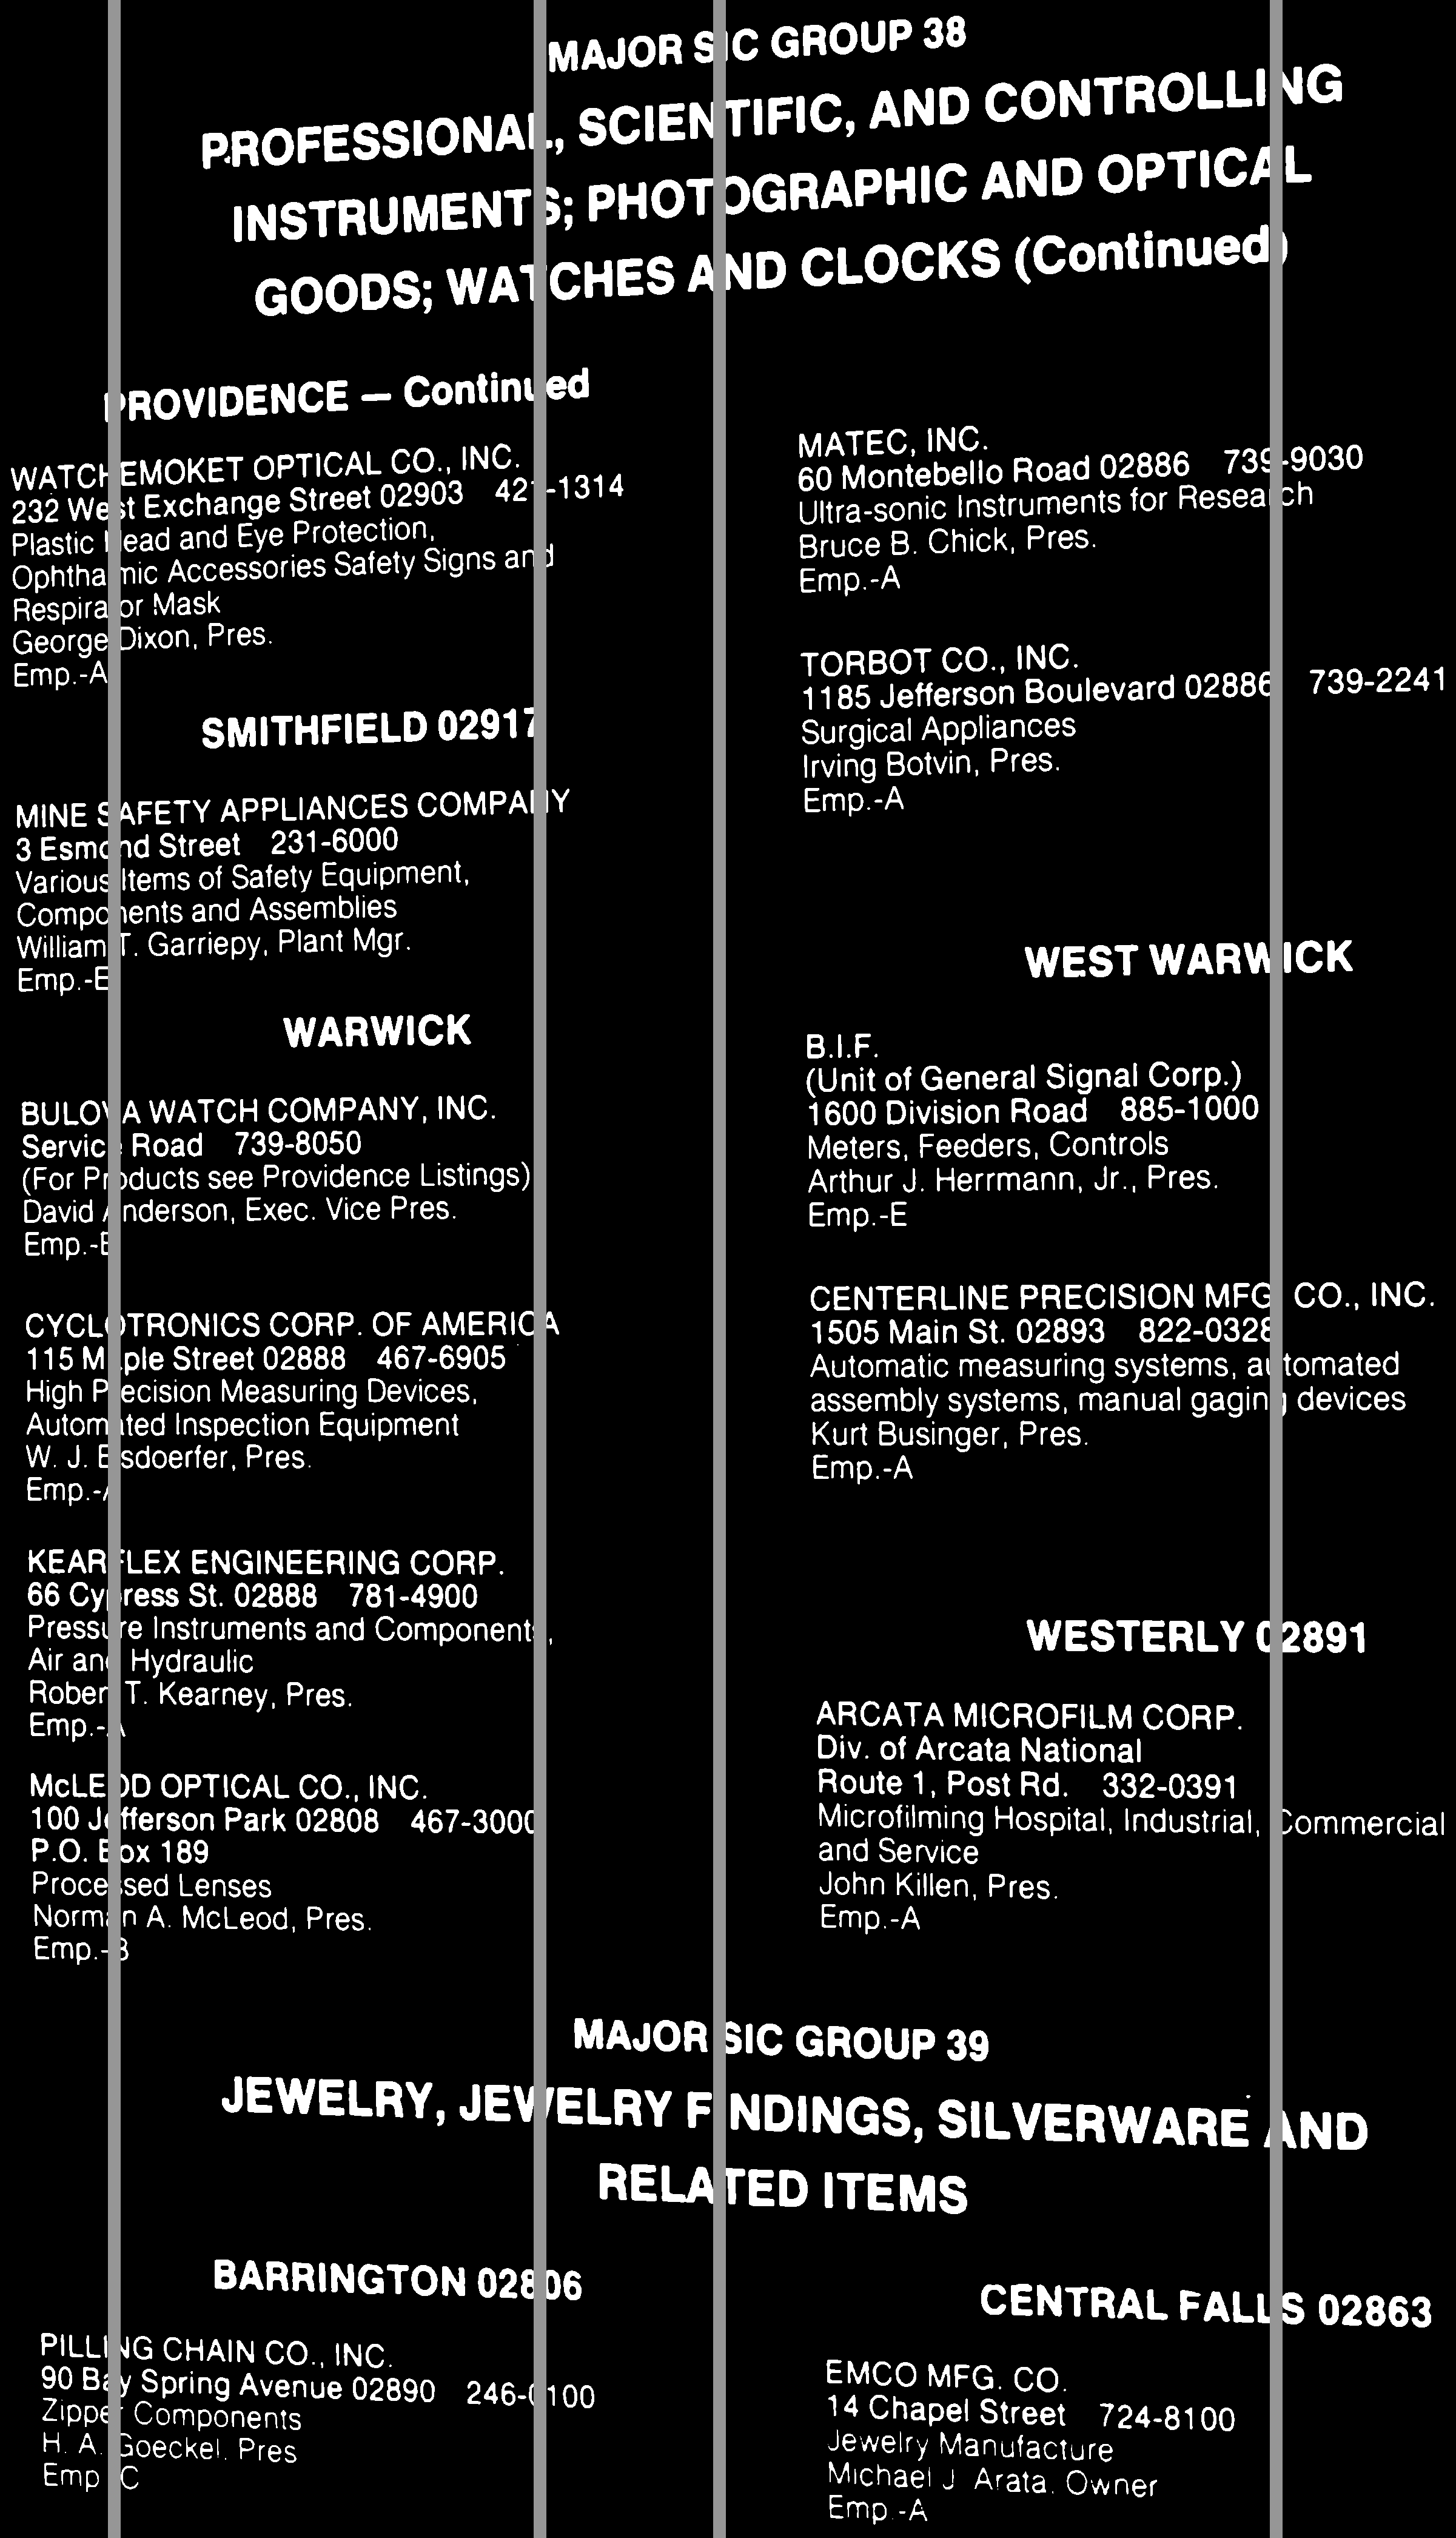 MAJOR SIC GROUP 38
PROFESSIONAL, SCIENTIFIC, AND CONTROLLING
INSTRUMENTS; PHOTOGRAPHIC AND OPTICAL
GOODS; WATCHES AND CLOCKS (Continued)
PROVIDENCE — Continued
WATCHEMOKET OPTICAL CO., INC.
232 West Exchange Street 02903 421-1314
Plastic Head and Eye Protection,
Ophthalmic Accessories Safety Signs and
Respirator Mask
George Dixon, Pres.
Emp.-A
SMITHFIELD 02917
MINE SAFETY APPLIANCES COMPANY
3 Esmond Street 231-6000
Various Items of Safety Equipment,
Components and Assemblies
William T. Garriepy, Plant Mgr.
Emp.-E
WARWICK
BULOVA WATCH COMPANY, INC.
Service Road 739-8050
(For Products see Providence Listings)
David Anderson, Exec. Vice Pres.
CYCLOTRONICS CORP. OF AMERICA
115 Maple Street 02888 467-6905
High Precision Measuring Devices,
Automated Inspection Equipment
W. J. Pres.
Emp.-A
KEARFLEX ENGINEERING CORP.
66 Cypress St. 02888 781-4900
Pressure Instruments and Components,
Air and Hydraulic
Robert T. Kearney, Pres.
Emp.-A
McLEOD OPTICAL CO., INC.
100 Jefferson Park 02808 467-3000
P.O. Box 189
Processed Lenses
Norman A. McLeod, Pres.
Emp.-B
MATEC, INC.
60 Montebello Road 02886 739-9030
Ultra-sonic Instruments for Research
Bruce B. Chick, Pres.
Emp.-A
TORBOT CO., INC.
1185 Jefferson Boulevard 02886 739-2241
Surgical Appliances
Irving Botvin, Pres.
Emp.-A
WEST WARWICK
B.I.F.
(Unit of General Signal Corp.)
1600 Division Road 885-1000
Meters, Feeders, Controls
Arthur J. Herrmann, Jr., Pres.
Emp.-E
CENTERLINE PRECISION MFG. CO., INC.
1505 Main St. 02893 822-0328
Automatic measuring systems, automated
assembly systems, manual gaging devices
Kurt Businger, Pres.
Emp.-A
WESTERLY 02891
ARCATA MICROFILM CORP.
Div. of Arcata National
Route 1, Post Rd. 332-0391
Microfilming Hospital, Industrial, Commercial
and Service
John Killen, Pres.
Emp.-A
MAJOR SIC GROUP 39
JEWELRY, JEWELRY FINDINGS, SILVERWARE AND
RELATED ITEMS
BARRINGTON 02806
PILLING CHAIN CO., INC.
90 Bay Spring Avenue 02890 246-0100
Zipper Components
H. A. Goeckel, Pres
Emp C
CENTRAL FALLS 02863
EMCO MFG. CO.
14 Chapel Street 724-8100
Jewelry Manufacture
Michael J Arata, Owner
Emp.-A